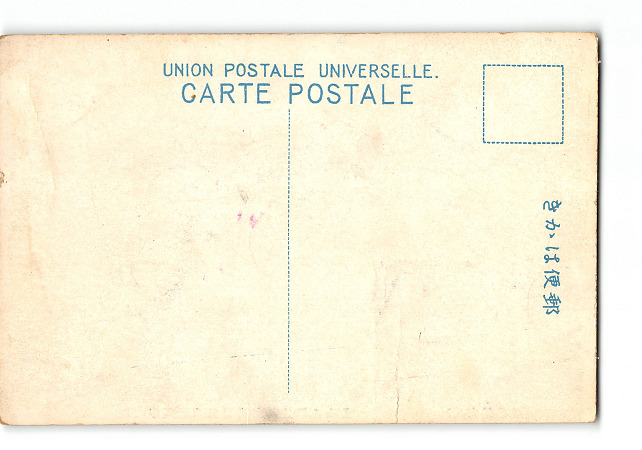 UNION POSTALE UNIVERSELLE.
CARTE POSTALE
きかは便郵